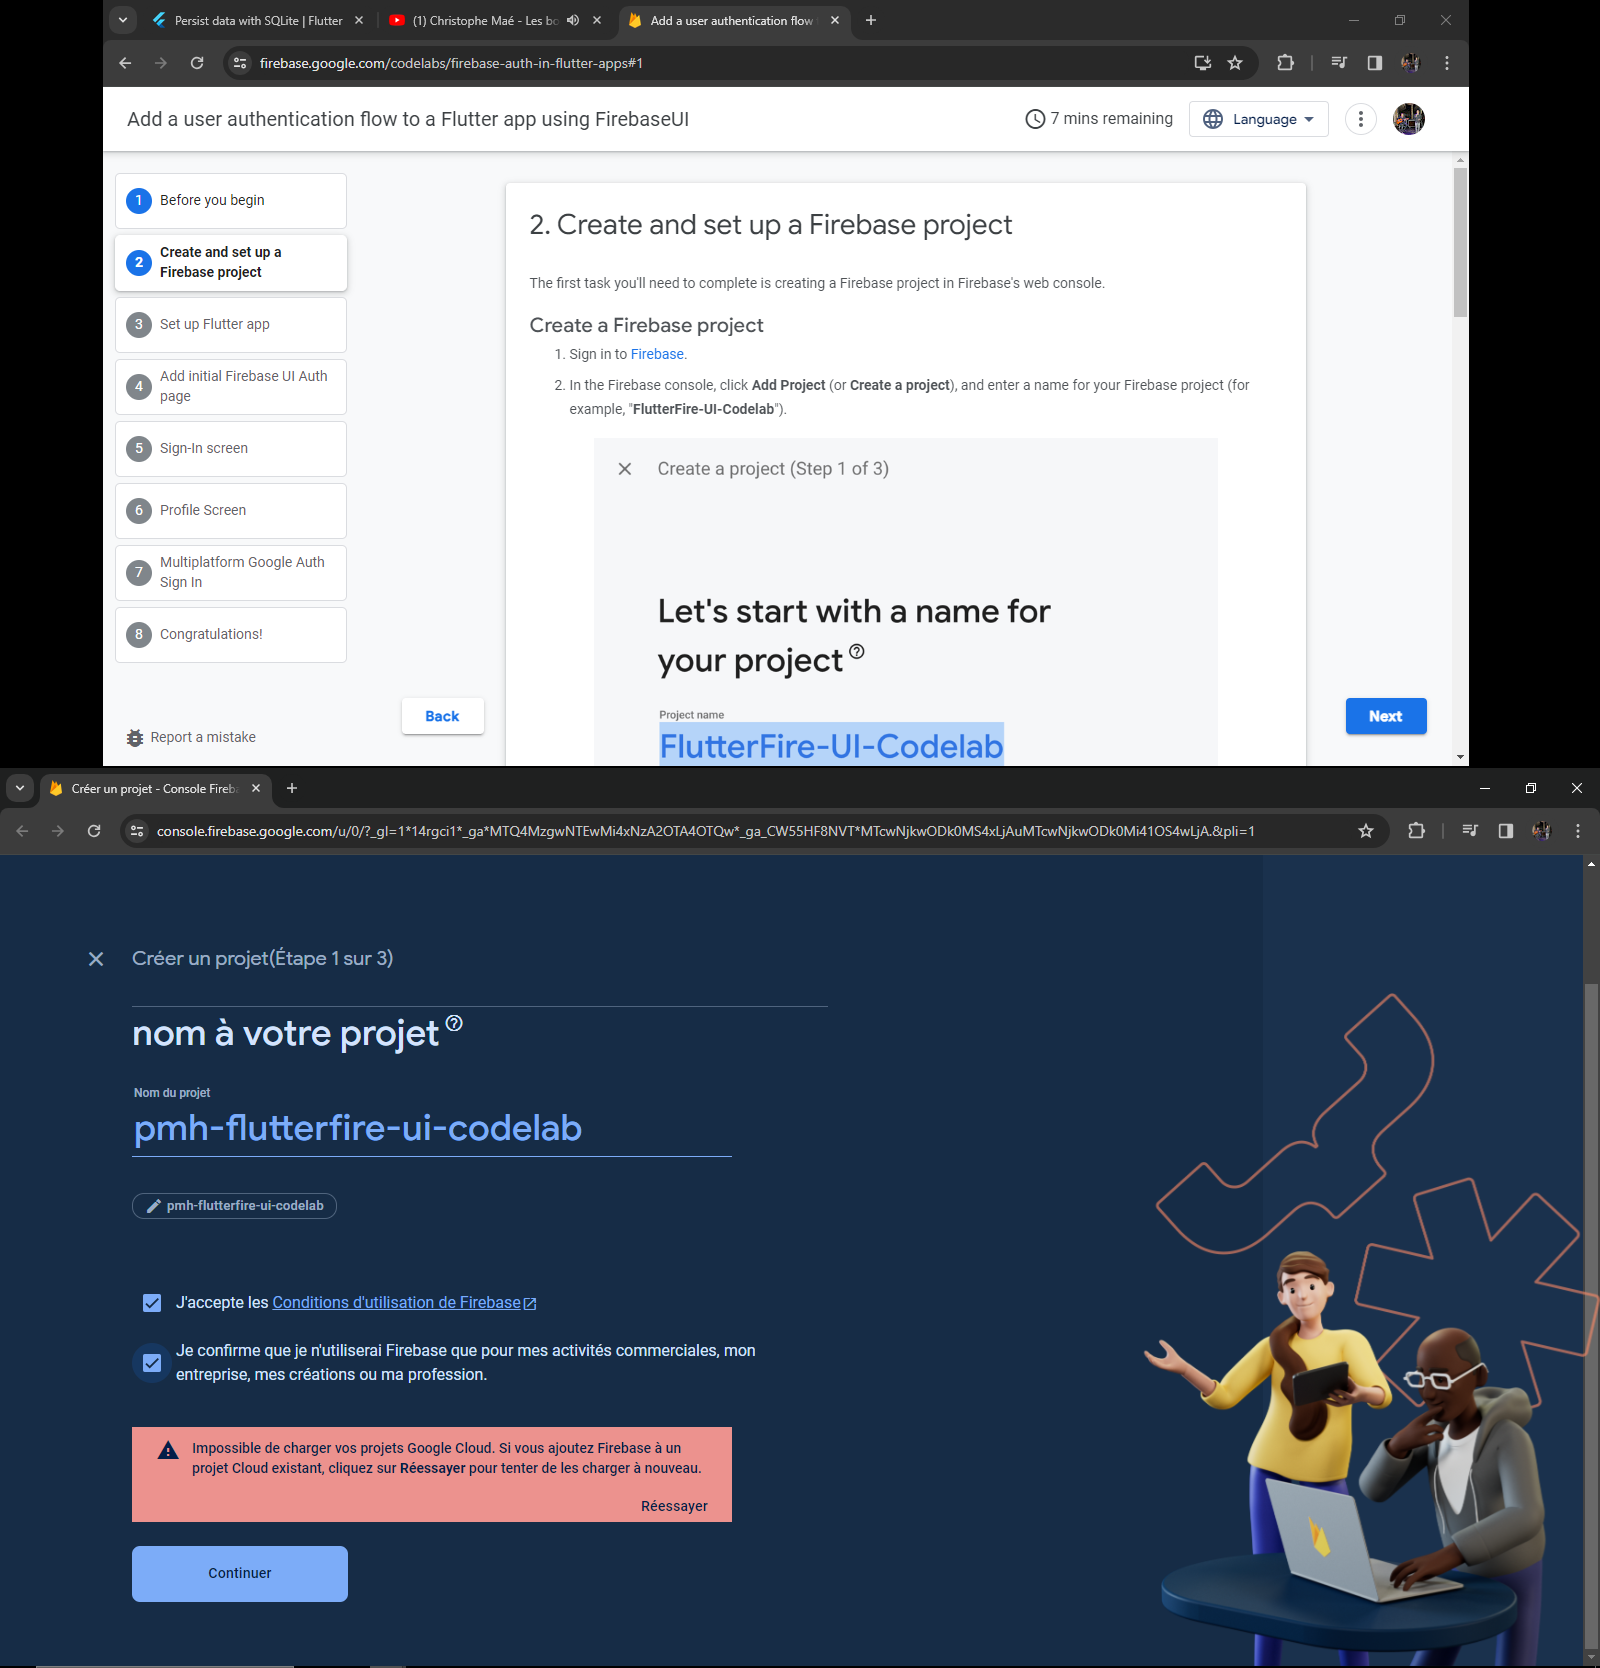 Persist data with SQLite | Flutter
(1) Christophe Maé - Les bo
Add a user authentication flow
firebase.google.com/codelabs/firebase-auth-in-flutter-apps#1
Add a user authentication flow to a Flutter app using FirebaseUI
7 mins remaining
Language
1 Before you begin
2 Create and set up a
Firebase project
3 Set up Flutter app
4 Add initial Firebase UI Auth
page
5 Sign-In screen
6 Profile Screen
7 Multiplatform Google Auth
Sign In
8 Congratulations!
Report a mistake
Back
2. Create and set up a Firebase project
The first task you'll need to complete is creating a Firebase project in Firebase's web console.
Create a Firebase project
1. Sign in to Firebase.
2. In the Firebase console, click Add Project (or Create a project), and enter a name for your Firebase project (for
example, "FlutterFire-UI-Codelab").
Create a project (Step 1 of 3)
Let's start with a name for
your project
Project name
FlutterFire-UI-Codelab
Next
Créer un projet - Console Fireba
console.firebase.google.com/u/0/?_gl=1*14rgci1*_ga*MTQ4MzgwNTEwMi4xNzA2OTA4OTQw*_ga_CW55HF8NVT*MTcwNjkwODk0MS4xLjAuMTcwNjkwODk0Mi41OS4wLjA.&pli=1
Créer un projet(Étape 1 sur 3)
nom à votre projet
Nom du projet
pmh-flutterfire-ui-codelab
pmh-flutterfire-ui-codelab
J'accepte les Conditions d'utilisation de Firebase
Je confirme que je n'utiliserai Firebase que pour mes activités commerciales, mon
entreprise, mes créations ou ma profession.
Impossible de charger vos projets Google Cloud. Si vous ajoutez Firebase à un
projet Cloud existant, cliquez sur Réessayer pour tenter de les charger à nouveau.
Réessayer
Continuer